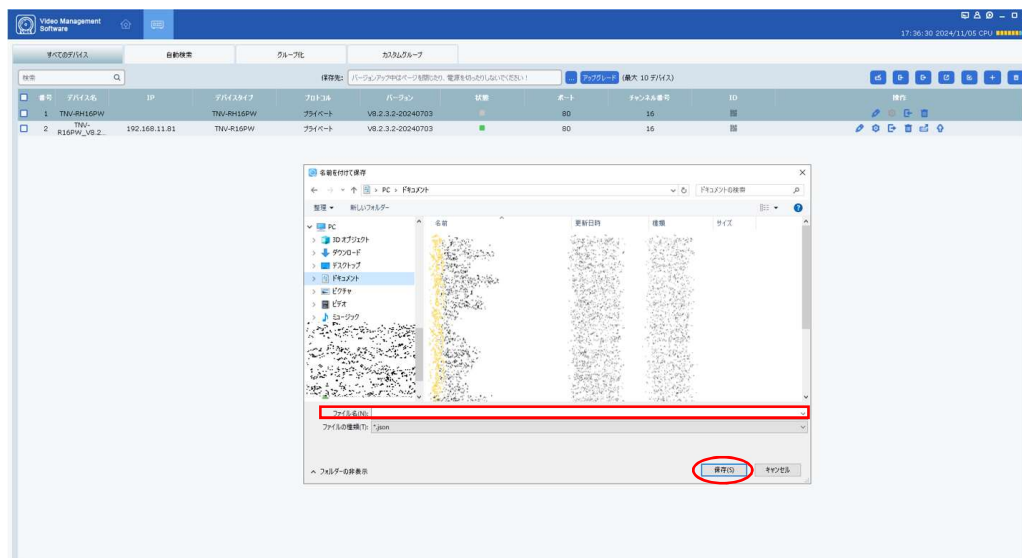 Video Management
Software
17:36:30 2024/11/05 CPU
すべてのデバイス 自動検索 グループ化 カスタムグループ
検索 保存先: バージョンアップ中はページを閉じたり、電源を切ったりしないでください! ... アップグレード (最大 10 デバイス)
番号 デバイス名 IP デバイスタイプ プロトコル バージョン 状態 ポート チャンネル番号 ID 操作
1 TNV-RH16PW TNV-RH16PW プライベート V8.2.3.2-20240703 80 16
2 TNV-R16PW_V8.2... 192.168.11.81 TNV-R16PW プライベート V8.2.3.2-20240703 80 16
名前を付けて保存
PC > ドキュメント ドキュメントの検索
整理 新しいフォルダー
PC 名前 更新日時 種類 サイズ
3D オブジェクト
ダウンロード
デスクトップ
ドキュメント
ピクチャ
ビデオ
ミュージック
ファイル名(N):
ファイルの種類(T): *.json
フォルダーの非表示 保存(S) キャンセル